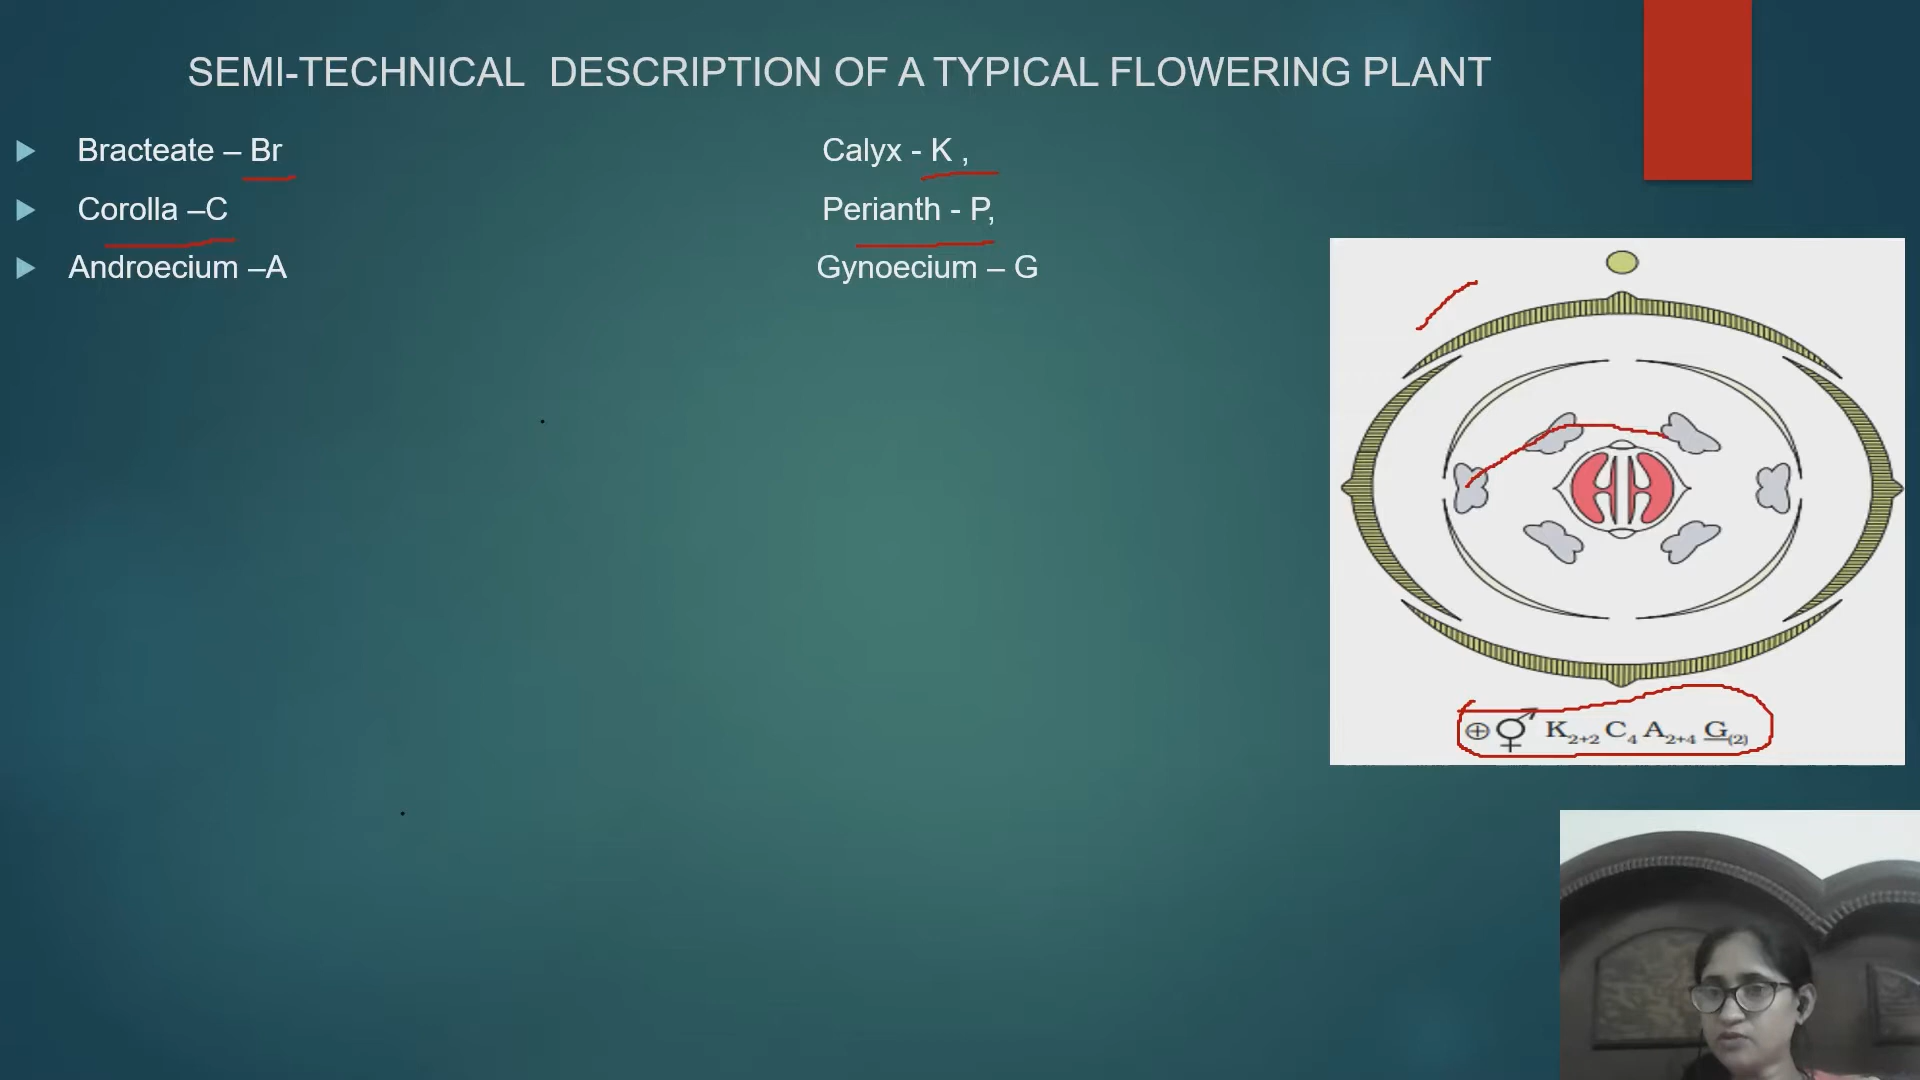 SEMI-TECHNICAL DESCRIPTION OF A TYPICAL FLOWERING PLANT
Bracteate – Br
Calyx - K ,
Corolla –C
Perianth - P,
Androecium –A
Gynoecium – G
⊕ ⚥ K₂₊₂ C₄ A₂₊₄ G̲₍₂₎